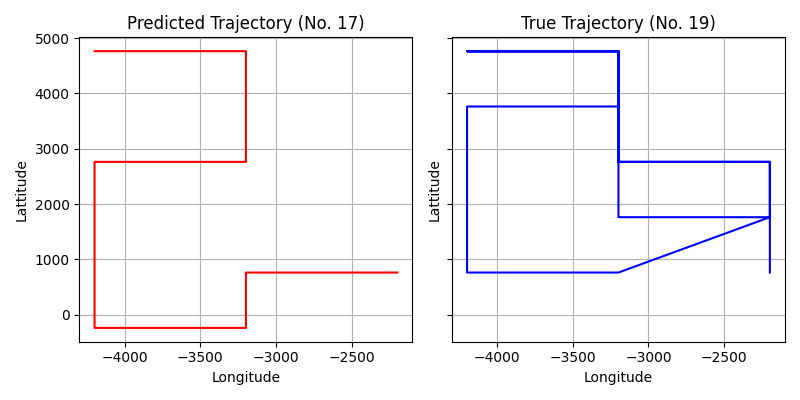 Predicted Trajectory (No. 17)
True Trajectory (No. 19)
5000
4000
3000
2000
1000
0
Lattitude
Lattitude
−4000
−3500
−3000
−2500
−4000
−3500
−3000
−2500
Longitude
Longitude